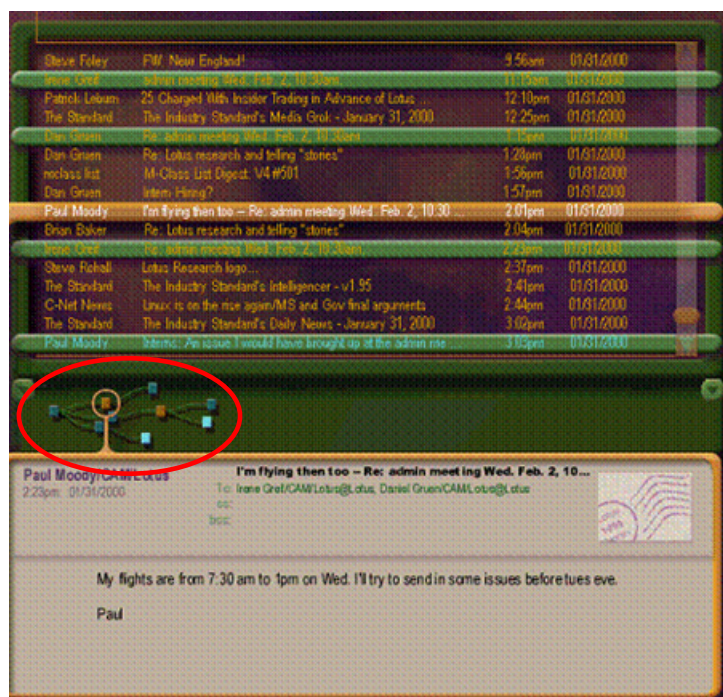 Steve Foley FW: New England! 9:56am 01/31/2000
Irene Greif admin meeting Wed. Feb. 2, 10:30am 11:15am 01/31/2000
Patrick Leburn 25 Charged With Insider Trading in Advance of Lotus ... 12:10pm 01/31/2000
The Standard The Industry Standard's Media Grok - January 31, 2000 12:25pm 01/31/2000
Dan Gruen Re: admin meeting Wed. Feb. 2, 10:30am 1:15pm 01/31/2000
Dan Gruen Re: Lotus research and telling "stories" 1:28pm 01/31/2000
mclass list M-Class List Digest: V4 #501 1:56pm 01/31/2000
Dan Gruen Intern Hiring? 1:57pm 01/31/2000
Paul Moody I'm flying then too -- Re: admin meeting Wed. Feb. 2, 10:30 ... 2:01pm 01/31/2000
Brian Baker Re: Lotus research and telling "stories" 2:04pm 01/31/2000
Irene Greif Re: admin meeting Wed. Feb. 2, 10:30am 2:23pm 01/31/2000
Steve Rohall Lotus Research logo... 2:37pm 01/31/2000
The Standard The Industry Standard's Intelligencer - v1.95 2:41pm 01/31/2000
C-Net News Linux is on the rise again/MS and Gov final arguments 2:44pm 01/31/2000
The Standard The Industry Standard's Daily News - January 31, 2000 3:02pm 01/31/2000
Paul Moody Interns: An issue I would have brought up at the admin me... 3:05pm 01/31/2000
Paul Moody/CAM/Lotus I'm flying then too -- Re: admin meeting Wed. Feb. 2, 10...
2:23pm 01/31/2000 To: Irene Greif/CAM/Lotus@Lotus, Daniel Gruen/CAM/Lotus@Lotus
cc:
bcc:
My flights are from 7:30 am to 1pm on Wed. I'll try to send in some issues before tues eve.
Paul